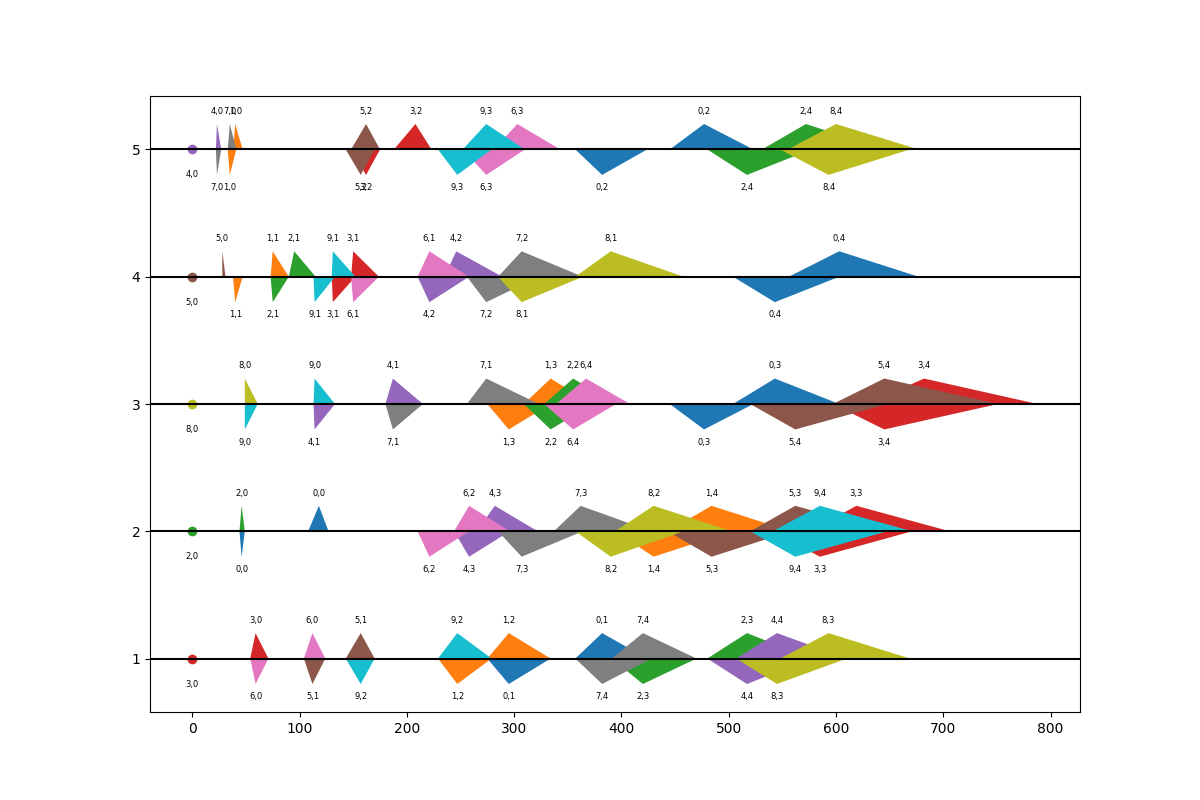 4,0 7,0 1,0 5,2 3,2 9,3 6,3 0,2 2,4 8,4
5
4,0
7,0 1,0 5,2 3,2 9,3 6,3 0,2 2,4 8,4
5,0 1,1 2,1 9,1 3,1 6,1 4,2 7,2 8,1 0,4
4
5,0
1,1 2,1 9,1 3,1 6,1 4,2 7,2 8,1 0,4
8,0 9,0 4,1 7,1 1,3 2,2 6,4 0,3 5,4 3,4
3
8,0
9,0 4,1 7,1 1,3 2,2 6,4 0,3 5,4 3,4
2,0 0,0 6,2 4,3 7,3 8,2 1,4 5,3 9,4 3,3
2
2,0
0,0 6,2 4,3 7,3 8,2 1,4 5,3 9,4 3,3
3,0 6,0 5,1 9,2 1,2 0,1 7,4 2,3 4,4 8,3
1
3,0
6,0 5,1 9,2 1,2 0,1 7,4 2,3 4,4 8,3
0 100 200 300 400 500 600 700 800